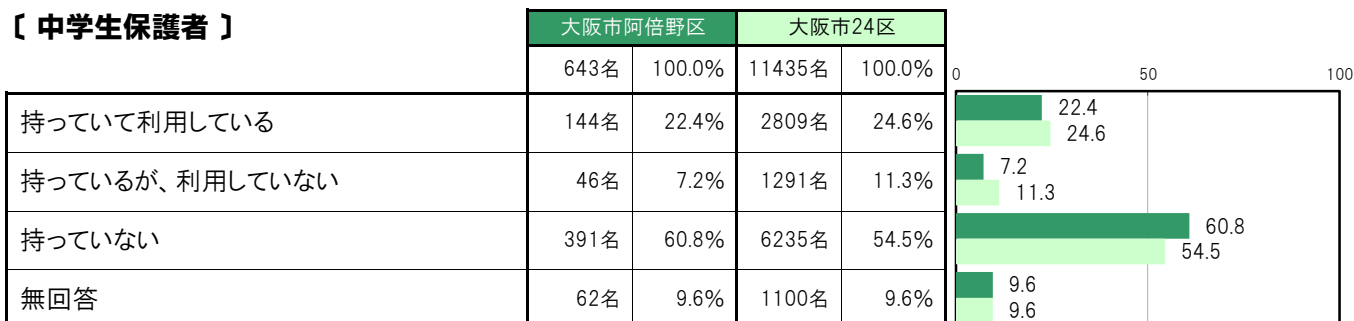 〔 中学生保護者 〕
大阪市阿倍野区 大阪市24区
643名 100.0% 11435名 100.0%
0 50 100
持っていて利用している 144名 22.4% 2809名 24.6%
22.4
24.6
持っているが、利用していない 46名 7.2% 1291名 11.3%
7.2
11.3
持っていない 391名 60.8% 6235名 54.5%
60.8
54.5
無回答 62名 9.6% 1100名 9.6%
9.6
9.6